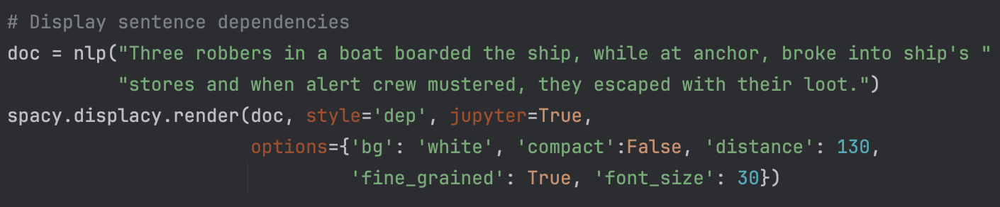 # Display sentence dependencies
doc = nlp("Three robbers in a boat boarded the ship, while at anchor, broke into ship's "
"stores and when alert crew mustered, they escaped with their loot.")
spacy.displacy.render(doc, style='dep', jupyter=True,
options={'bg': 'white', 'compact':False, 'distance': 130,
'fine_grained': True, 'font_size': 30})